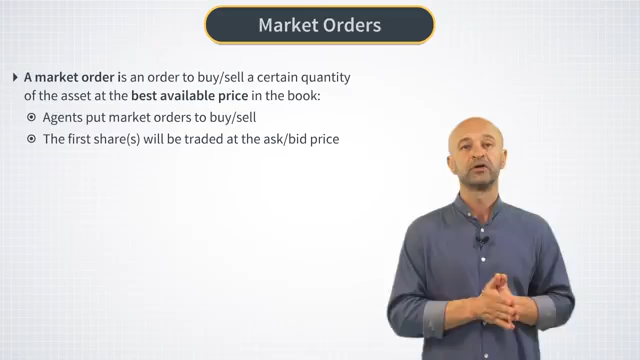 Market Orders
A market order is an order to buy/sell a certain quantity
of the asset at the best available price in the book:
Agents put market orders to buy/sell
The first share(s) will be traded at the ask/bid price